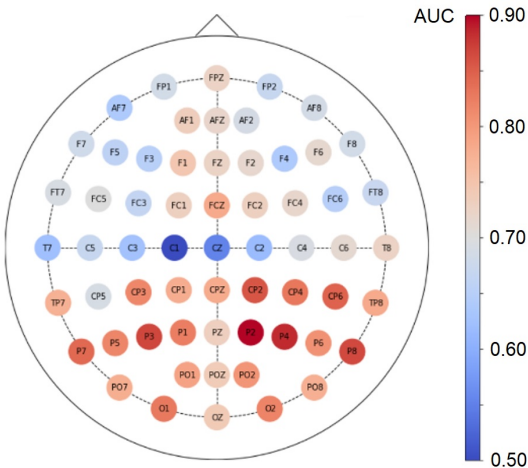 AUC
0.90
0.80
0.70
0.60
0.50
FPZ
FP1 FP2
AF7 AF8
AF1 AFZ AF2
F7 F5 F3 F1 FZ F2 F4 F6 F8
FT7 FC5 FC3 FC1 FCZ FC2 FC4 FC6 FT8
T7 C5 C3 C1 CZ C2 C4 C6 T8
TP7 CP5 CP3 CP1 CPZ CP2 CP4 CP6 TP8
P7 P5 P3 P1 PZ P2 P4 P6 P8
PO7 PO1 POZ PO2 PO8
O1 OZ O2